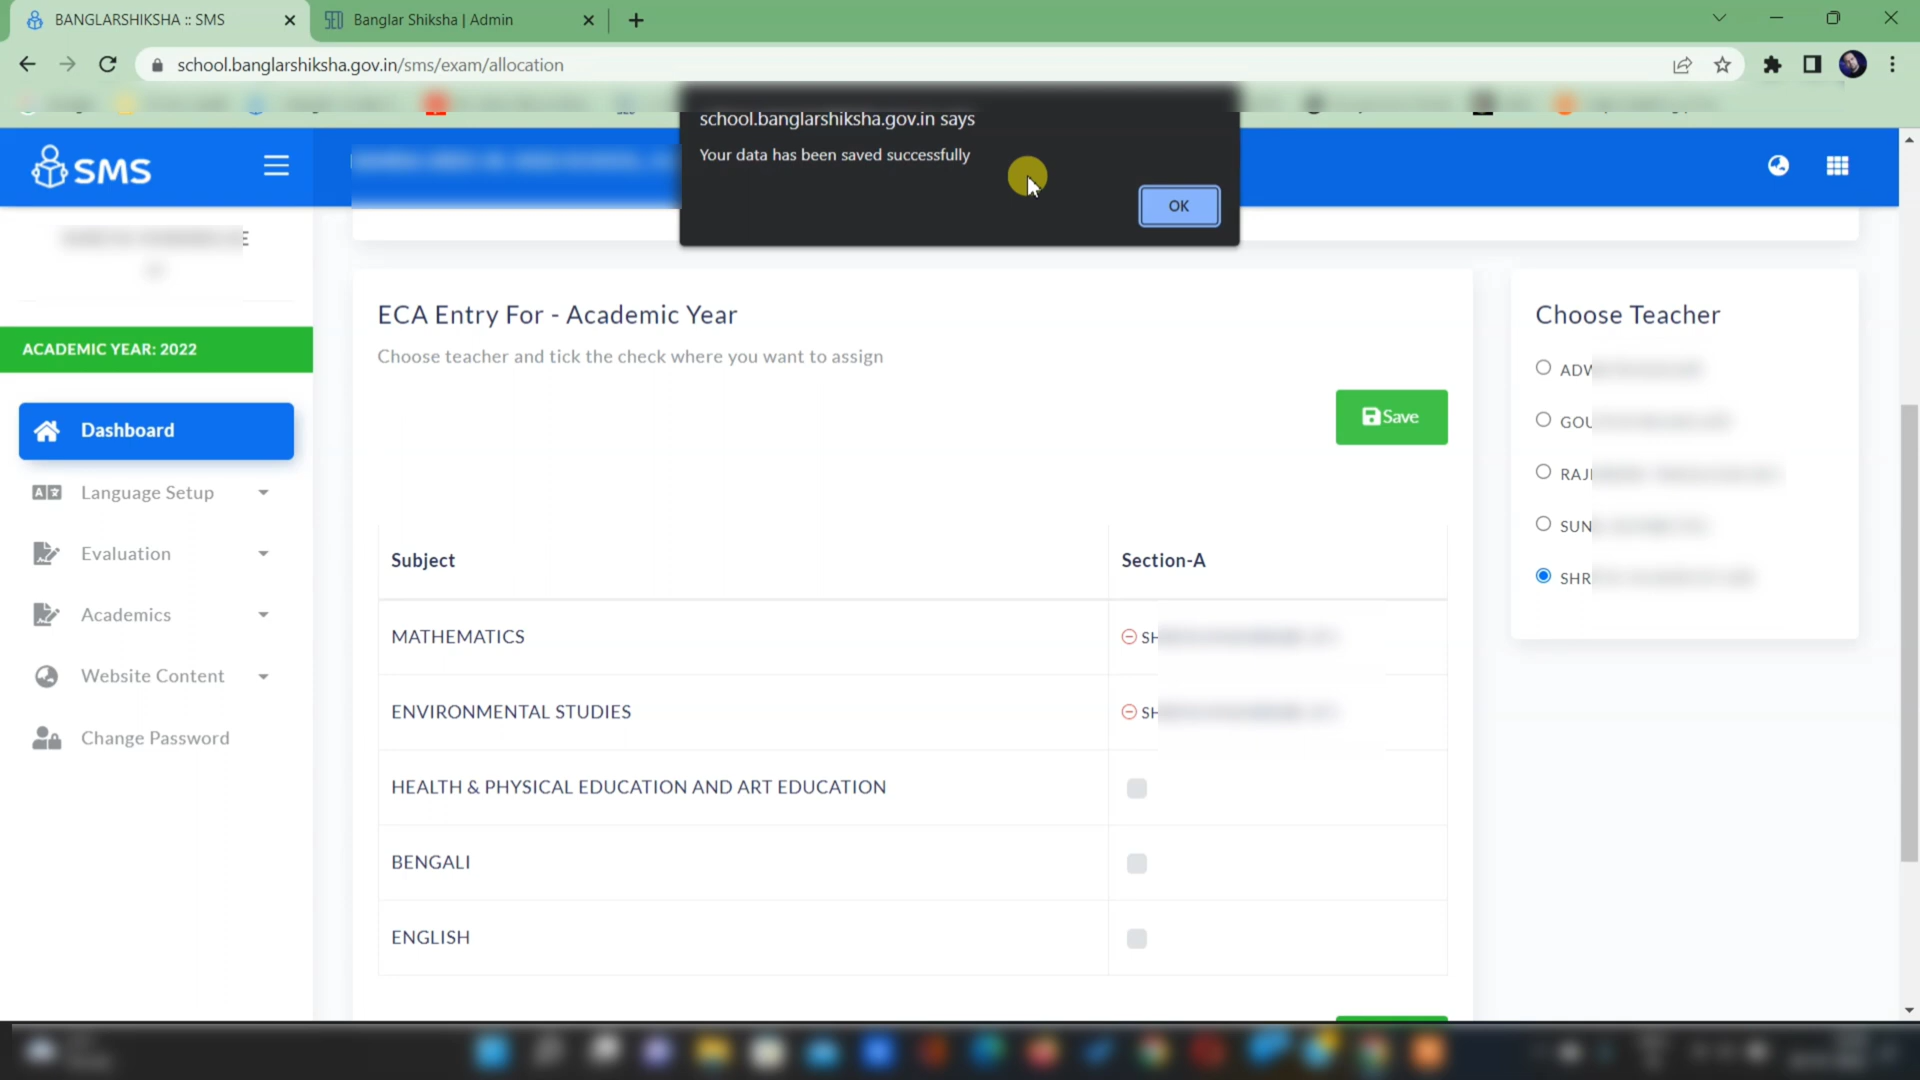 BANGLARSHIKSHA :: SMS
Banglar Shiksha | Admin
school.banglarshiksha.gov.in/sms/exam/allocation
school.banglarshiksha.gov.in says
Your data has been saved successfully
OK
SMS
ACADEMIC YEAR: 2022
Dashboard
Language Setup
Evaluation
Academics
Website Content
Change Password
ECA Entry For - Academic Year
Choose teacher and tick the check where you want to assign
Save
Subject
Section-A
MATHEMATICS
SH
ENVIRONMENTAL STUDIES
SH
HEALTH & PHYSICAL EDUCATION AND ART EDUCATION
BENGALI
ENGLISH
Choose Teacher
ADW
GOU
RAJ
SUN
SHR